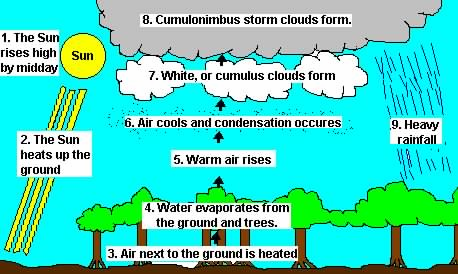 1. The Sun
rises high
by midday
Sun
2. The Sun
heats up the
ground
3. Air next to the ground is heated
4. Water evaporates from
the ground and trees.
5. Warm air rises
6. Air cools and condensation occures
7. White, or cumulus clouds form
8. Cumulonimbus storm clouds form.
9. Heavy
rainfall